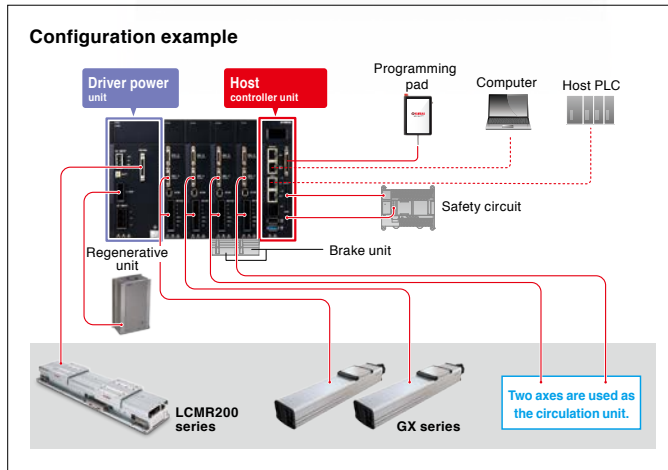 Configuration example
Driver power
unit
Host
controller unit
Programming
pad
Computer
Host PLC
Safety circuit
Brake unit
Regenerative
unit
LCMR200
series
GX series
Two axes are used as
the circulation unit.